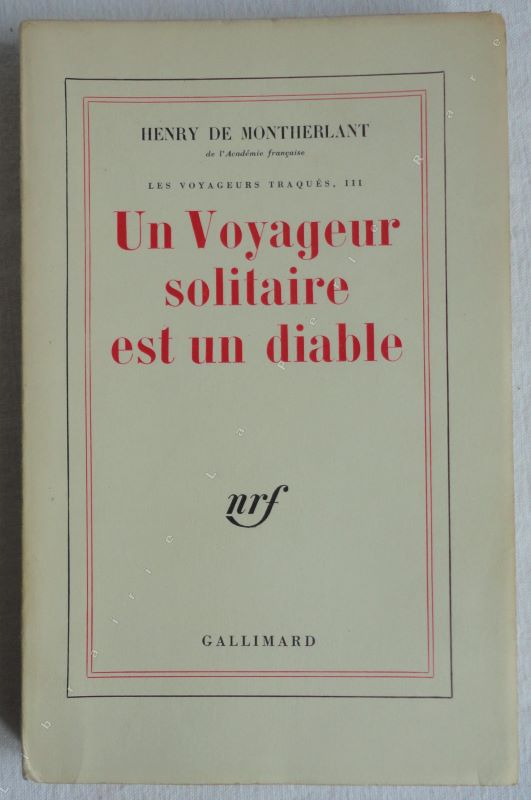 HENRY DE MONTHERLANT
de l'Académie française
LES VOYAGEURS TRAQUÉS, III
Un Voyageur
solitaire
est un diable
nrf
GALLIMARD